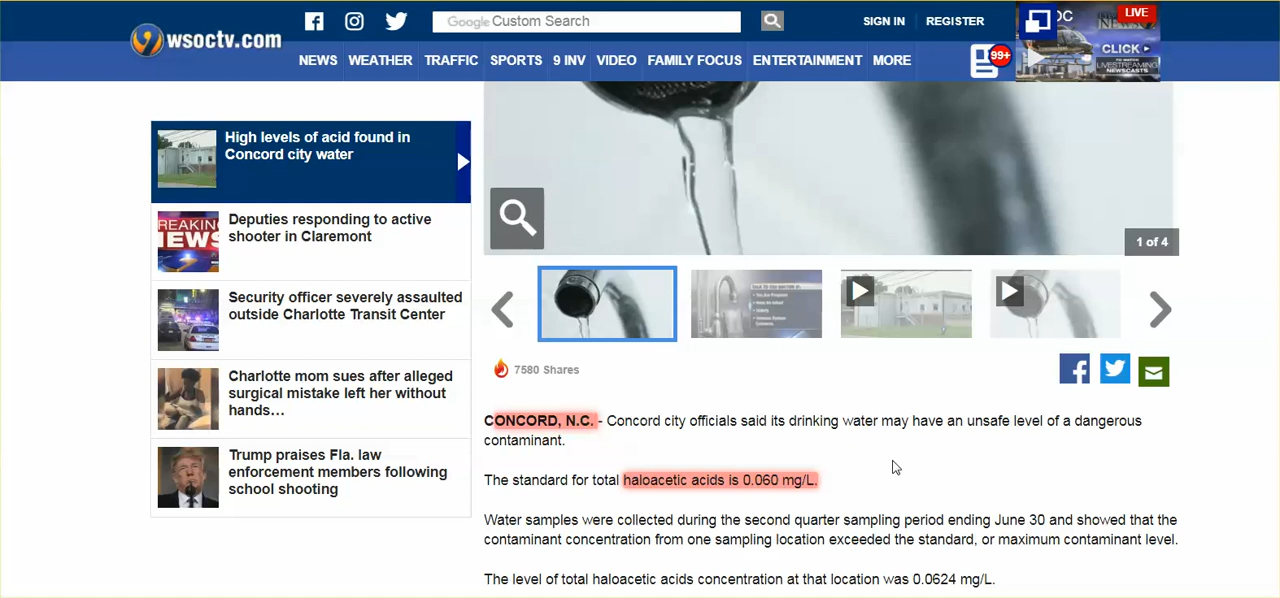 wsoctv.com
Google Custom Search
SIGN IN
REGISTER
LIVE
NEWS
CLICK
LIVESTREAMING
NEWSCASTS
NEWS
WEATHER
TRAFFIC
SPORTS
9 INV
VIDEO
FAMILY FOCUS
ENTERTAINMENT
MORE
99+
High levels of acid found in
Concord city water
NEWS
Deputies responding to active
shooter in Claremont
Security officer severely assaulted
outside Charlotte Transit Center
Charlotte mom sues after alleged
surgical mistake left her without
hands…
Trump praises Fla. law
enforcement members following
school shooting
1 of 4
7580 Shares
CONCORD, N.C. - Concord city officials said its drinking water may have an unsafe level of a dangerous
contaminant.
The standard for total haloacetic acids is 0.060 mg/L.
Water samples were collected during the second quarter sampling period ending June 30 and showed that the
contaminant concentration from one sampling location exceeded the standard, or maximum contaminant level.
The level of total haloacetic acids concentration at that location was 0.0624 mg/L.